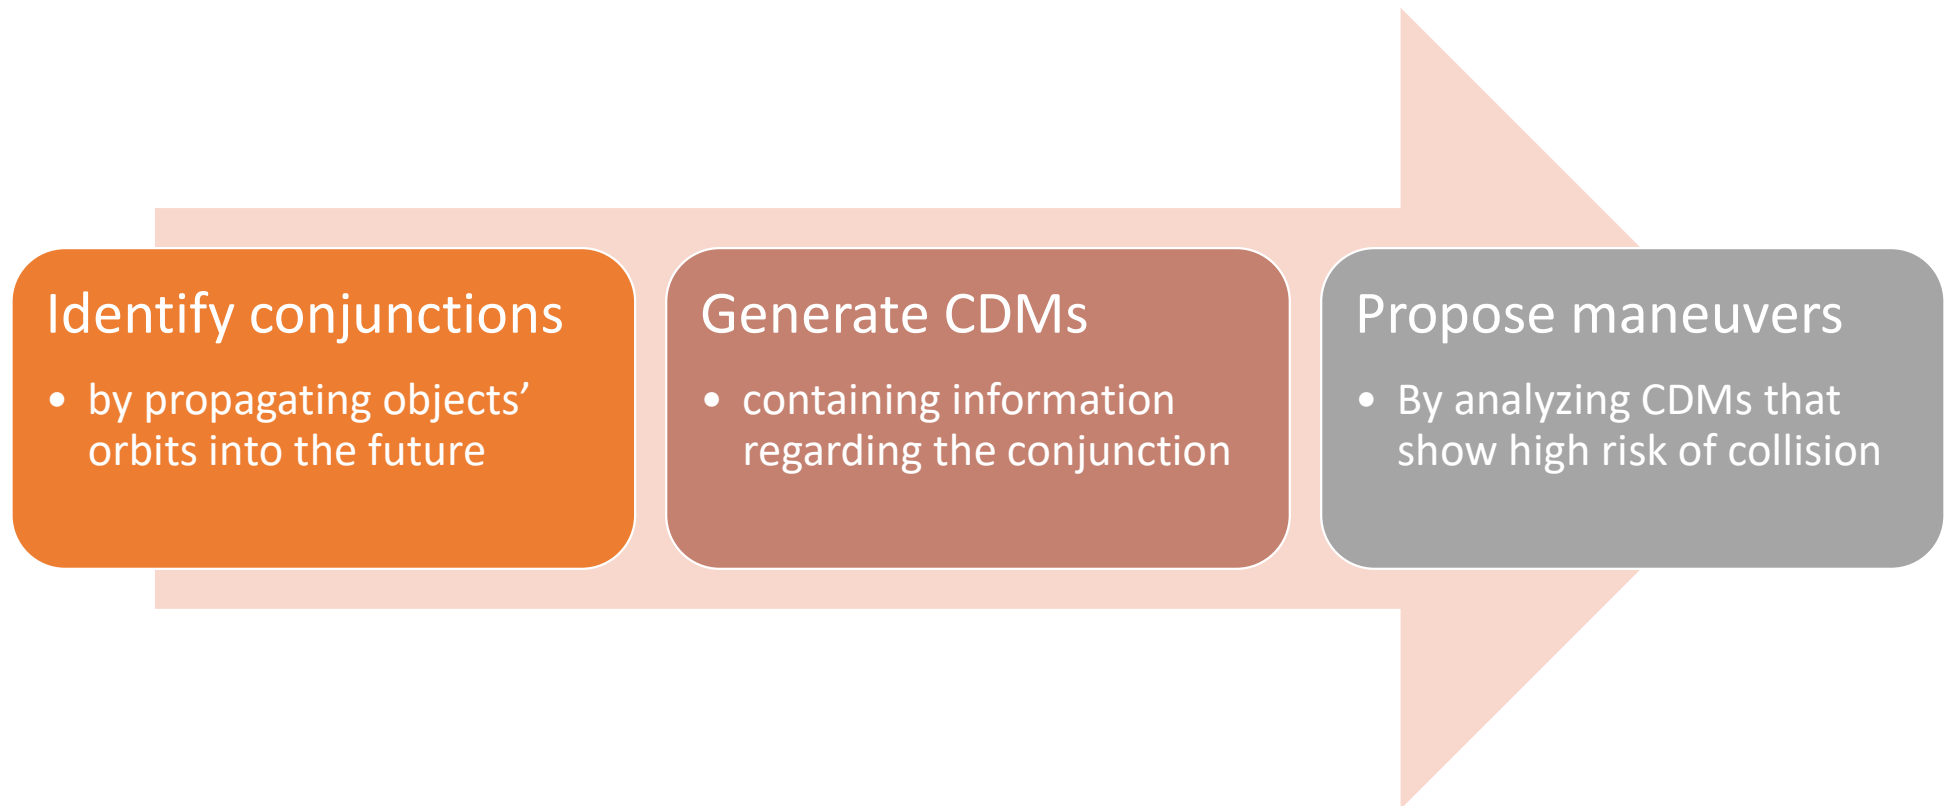 Identify conjunctions
• by propagating objects’
orbits into the future
Generate CDMs
• containing information
regarding the conjunction
Propose maneuvers
• By analyzing CDMs that
show high risk of collision